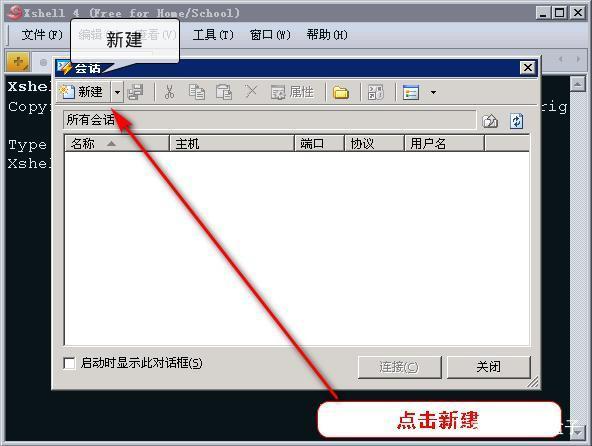 Xshell 4 (Free for Home/School)
文件(F) 编辑 查看(V) 工具(T) 窗口(W) 帮助(H)
新建
会话
新建 属性
所有会话
名称 主机 端口 协议 用户名
Xshel
Copyr rig
Type
Xshel
启动时显示此对话框(S) 连接(C) 关闭
点击新建
子